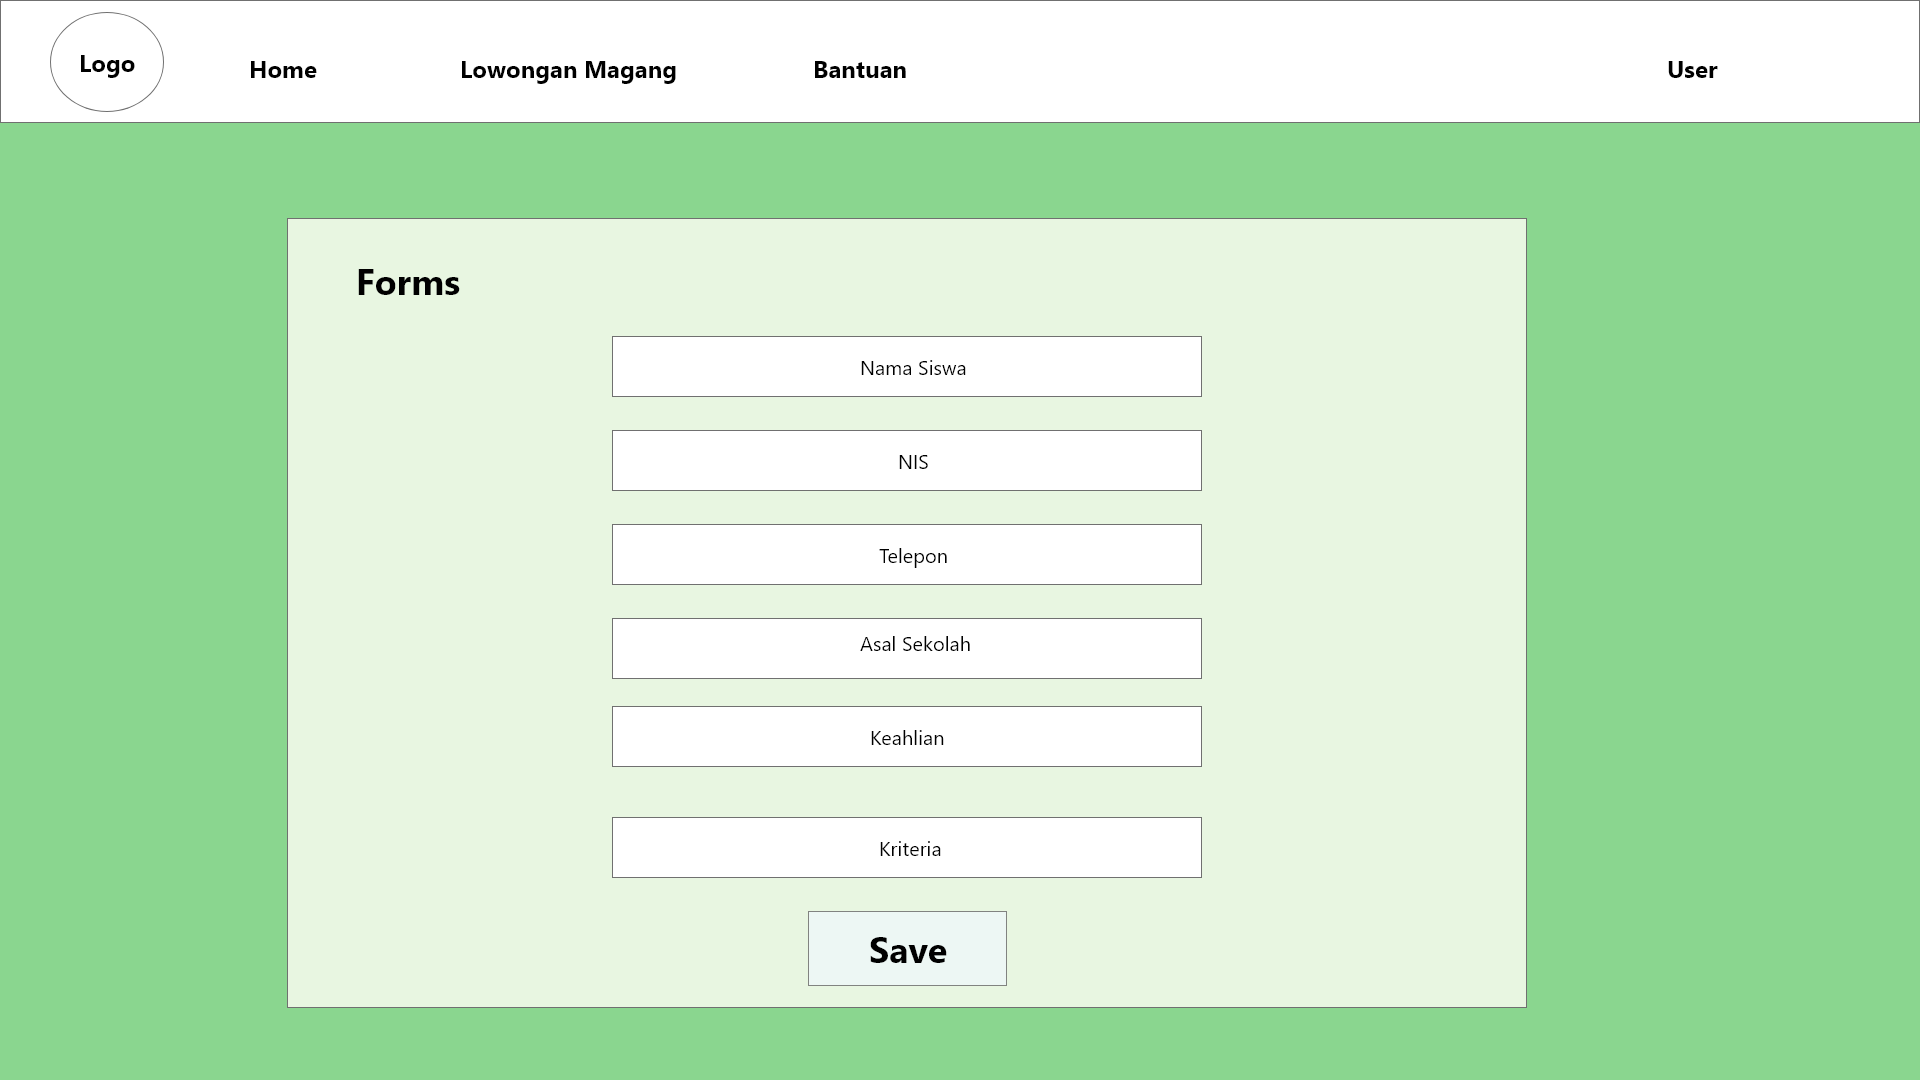 Logo
Home
Lowongan Magang
Bantuan
User
Forms
Nama Siswa
NIS
Telepon
Asal Sekolah
Keahlian
Kriteria
Save